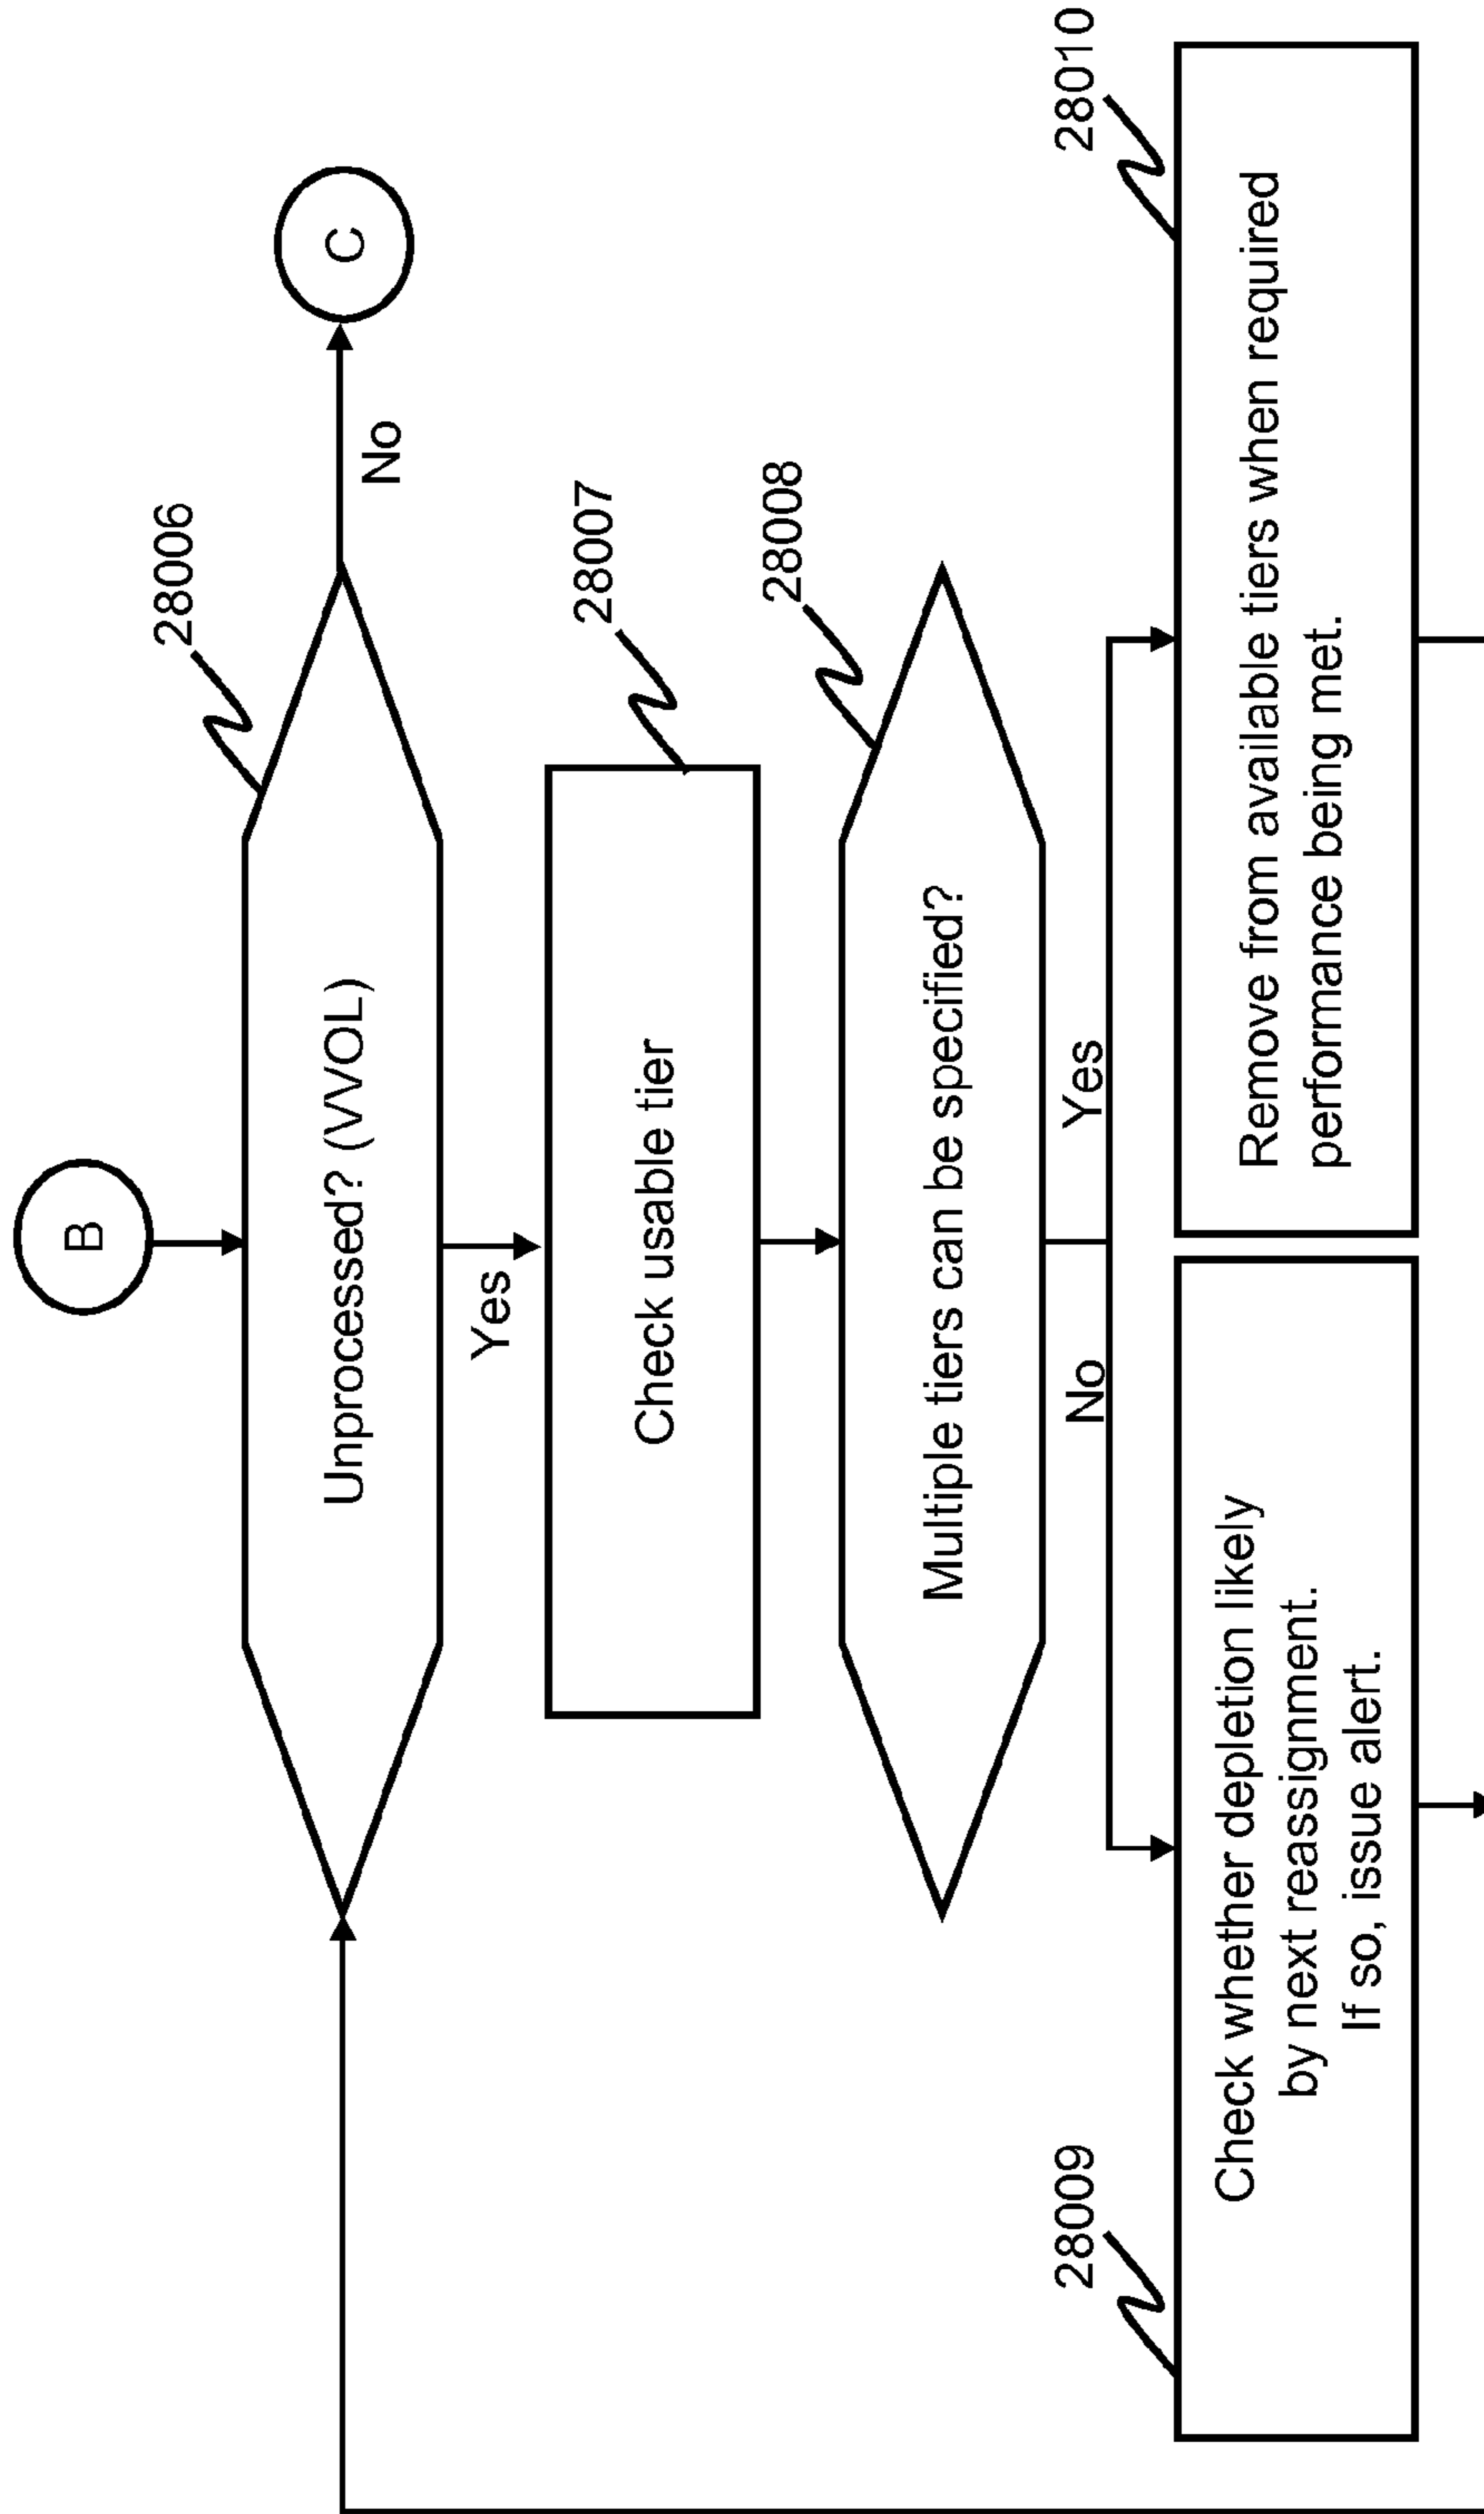 B
28006
Unprocessed? (VVOL)
No
C
Yes
28007
Check usable tier
28008
Multiple tiers can be specified?
No
Yes
28009
Check whether depletion likely
by next reassignment.
If so, issue alert.
28010
Remove from available tiers when required
performance being met.